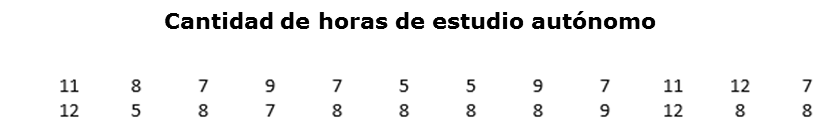 Cantidad de horas de estudio autónomo
11 8 7 9 7 5 5 9 7 11 12 7
12 5 8 7 8 8 8 8 9 12 8 8